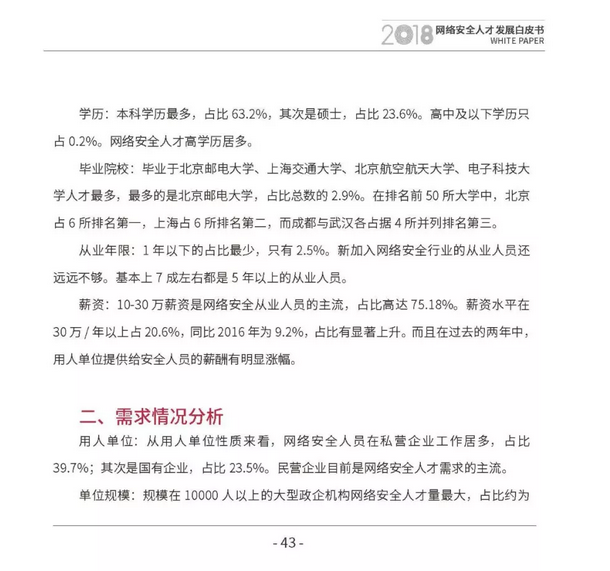 2018 网络安全人才发展白皮书
WHITE PAPER
学历：本科学历最多，占比 63.2%，其次是硕士，占比 23.6%。高中及以下学历只
占 0.2%。网络安全人才高学历居多。
毕业院校：毕业于北京邮电大学、上海交通大学、北京航空航天大学、电子科技大
学人才最多，最多的是北京邮电大学，占比总数的 2.9%。在排名前 50 所大学中，北京
占 6 所排名第一，上海占 6 所排名第二，而成都与武汉各占据 4 所并列排名第三。
从业年限：1 年以下的占比最少，只有 2.5%。新加入网络安全行业的从业人员还
远远不够。基本上 7 成左右都是 5 年以上的从业人员。
薪资：10-30 万薪资是网络安全从业人员的主流，占比高达 75.18%。薪资水平在
30 万 / 年以上占 20.6%，同比 2016 年为 9.2%，占比有显著上升。而且在过去的两年中，
用人单位提供给安全人员的薪酬有明显涨幅。
二、需求情况分析
用人单位：从用人单位性质来看，网络安全人员在私营企业工作居多，占比
39.7%；其次是国有企业，占比 23.5%。民营企业目前是网络安全人才需求的主流。
单位规模：规模在 10000 人以上的大型政企机构网络安全人才量最大，占比约为
- 43 -